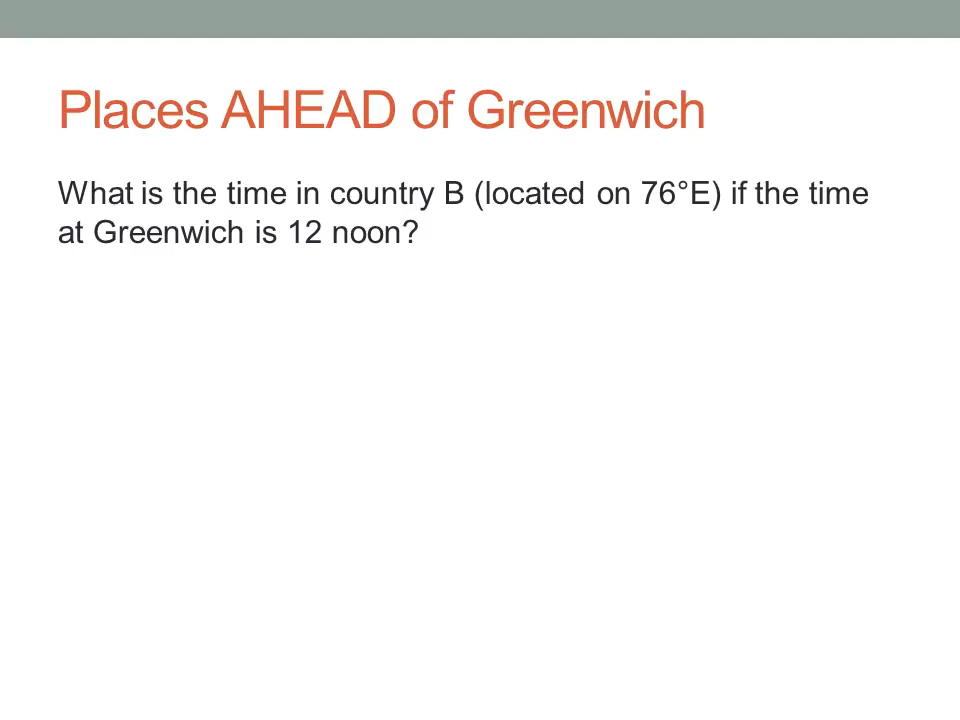 Places AHEAD of Greenwich
What is the time in country B (located on 76°E) if the time
at Greenwich is 12 noon?